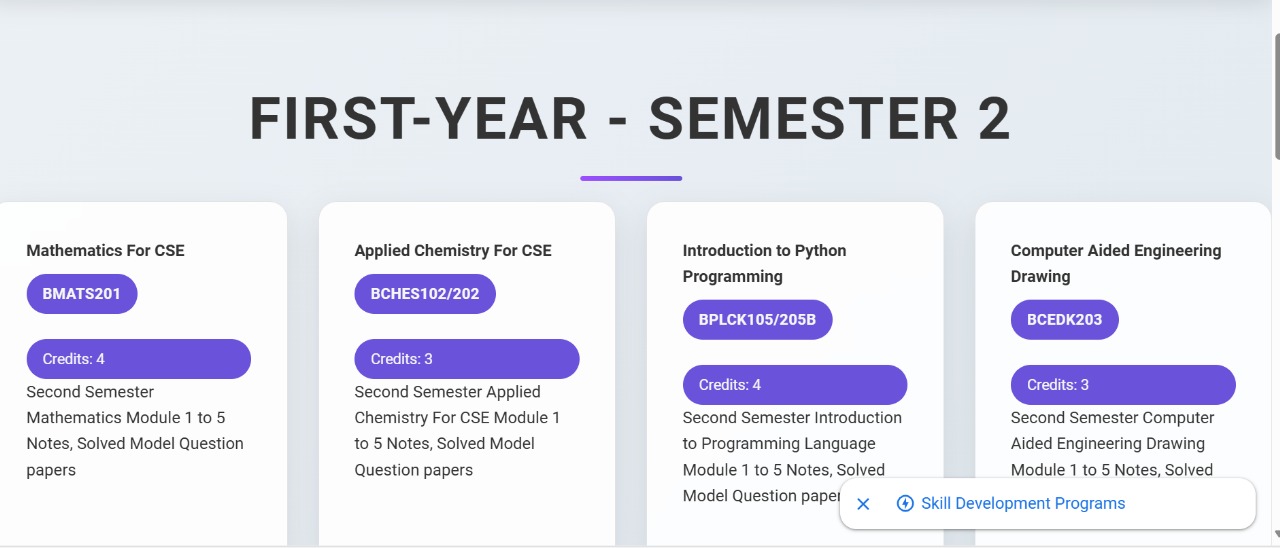 FIRST-YEAR - SEMESTER 2
Mathematics For CSE
BMATS201
Credits: 4
Second Semester
Mathematics Module 1 to 5
Notes, Solved Model Question
papers
Applied Chemistry For CSE
BCHES102/202
Credits: 3
Second Semester Applied
Chemistry For CSE Module 1
to 5 Notes, Solved Model
Question papers
Introduction to Python
Programming
BPLCK105/205B
Credits: 4
Second Semester Introduction
to Programming Language
Module 1 to 5 Notes, Solved
Model Question paper
Computer Aided Engineering
Drawing
BCEDK203
Credits: 3
Second Semester Computer
Aided Engineering Drawing
Module 1 to 5 Notes, Solved
Skill Development Programs